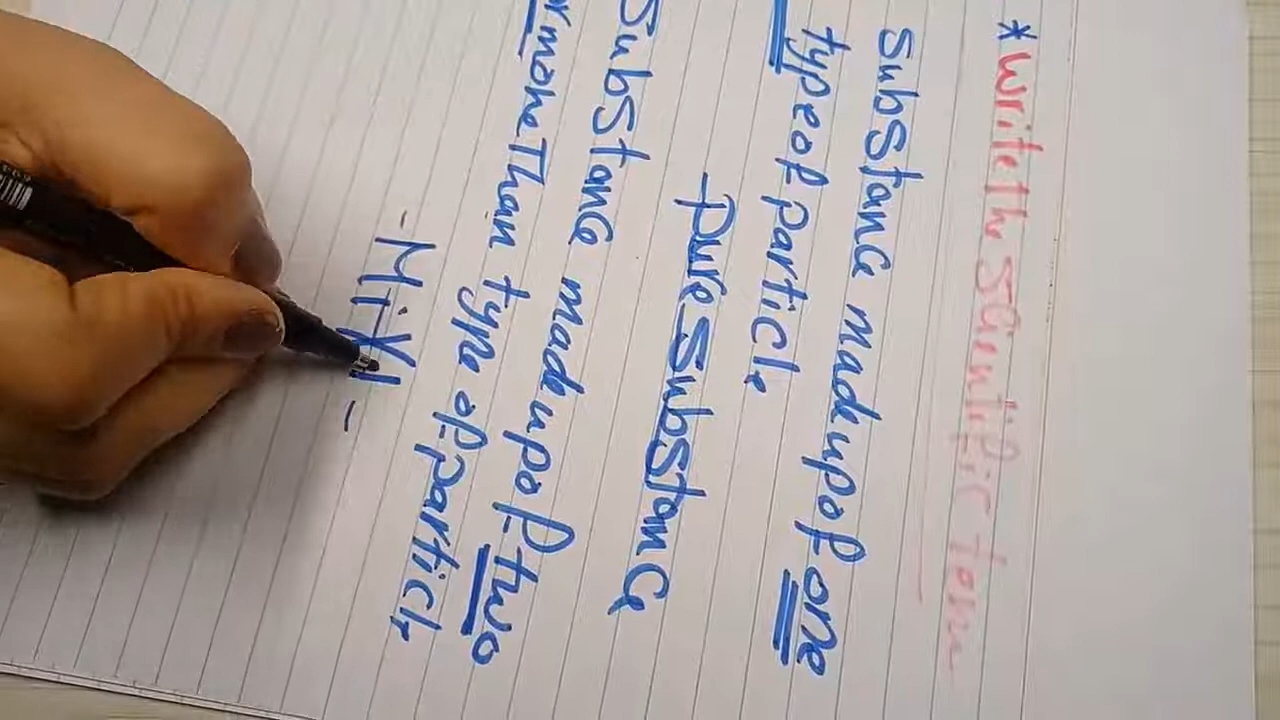 *Write the scientific term
Substance made up of one
type of particle
- pure substance
Substance made up of two
or more Than type of particle
- Mixt -